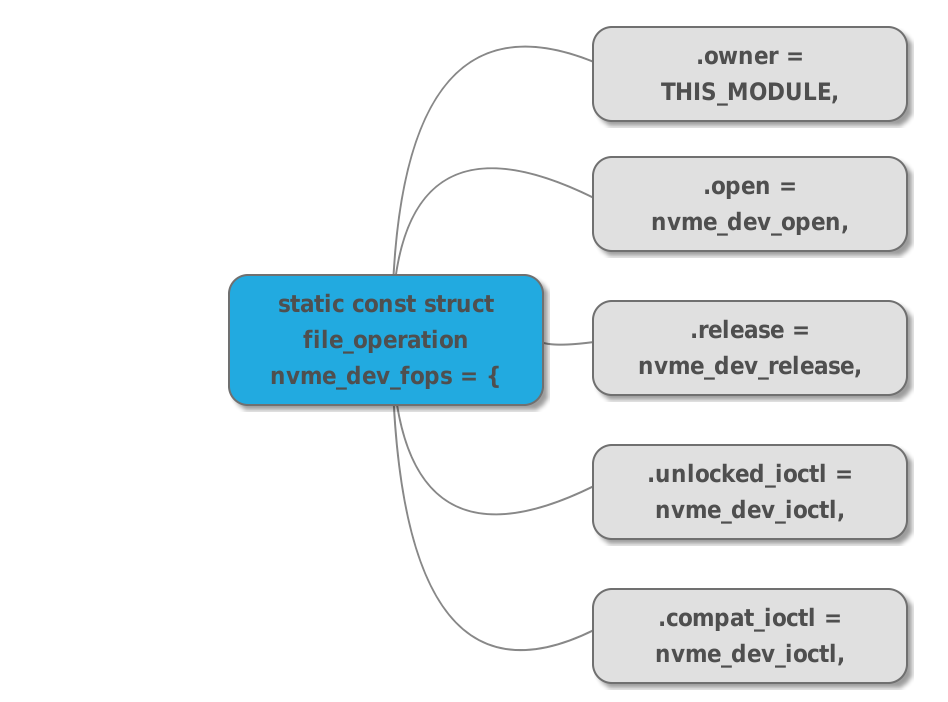 .owner =
THIS_MODULE,
.open =
nvme_dev_open,
static const struct
file_operation
nvme_dev_fops = {
.release =
nvme_dev_release,
.unlocked_ioctl =
nvme_dev_ioctl,
.compat_ioctl =
nvme_dev_ioctl,